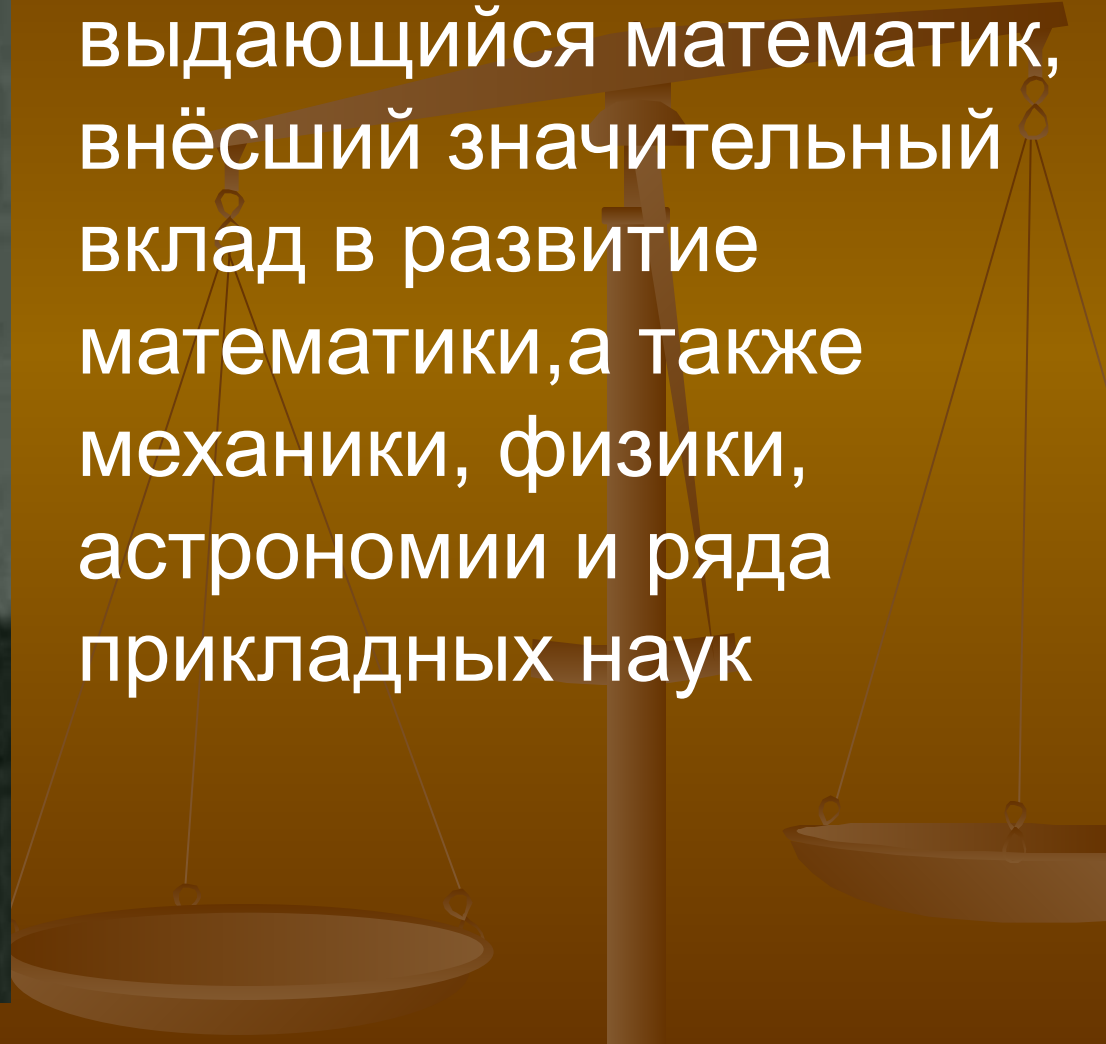 выдающийся математик,
внёсший значительный
вклад в развитие
математики,а также
механики, физики,
астрономии и ряда
прикладных наук